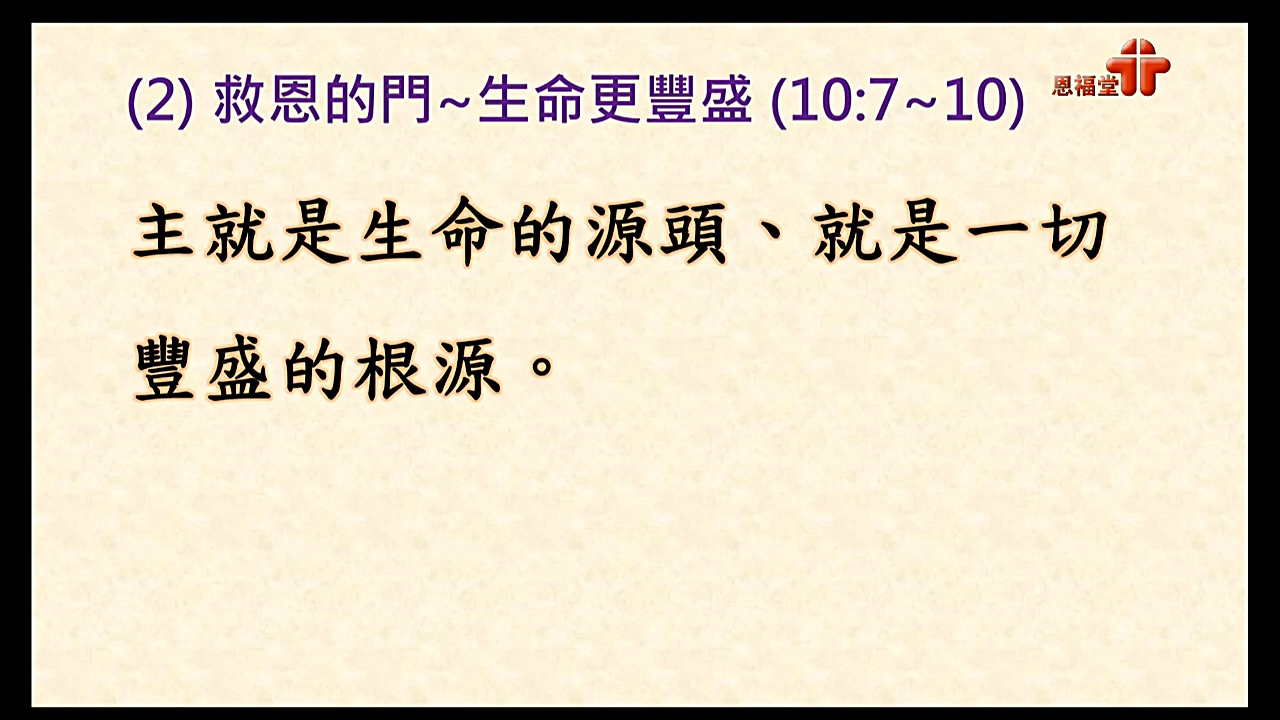 (2) 救恩的門~生命更豐盛 (10:7~10)
恩福堂
主就是生命的源頭、就是一切
豐盛的根源。